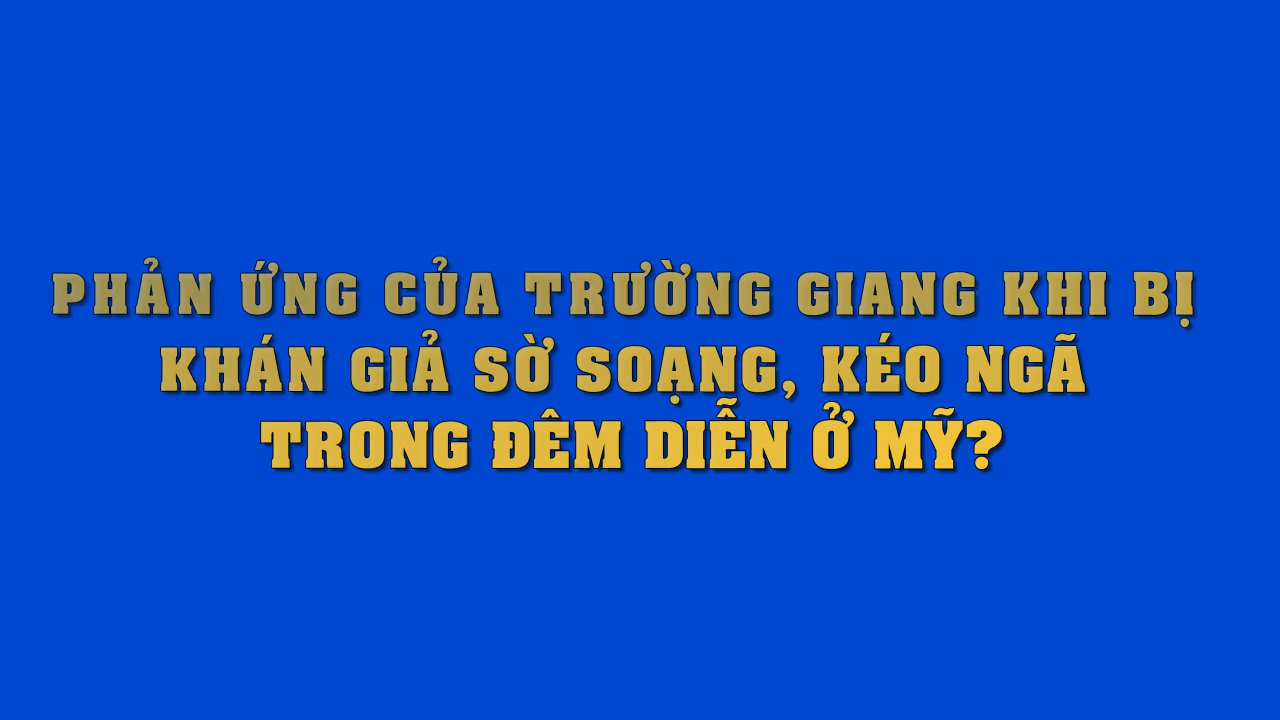 PHẢN ỨNG CỦA TRƯỜNG GIANG KHI BỊ
KHÁN GIẢ SỜ SOẠNG, KÉO NGÃ
TRONG ĐÊM DIỄN Ở MỸ?